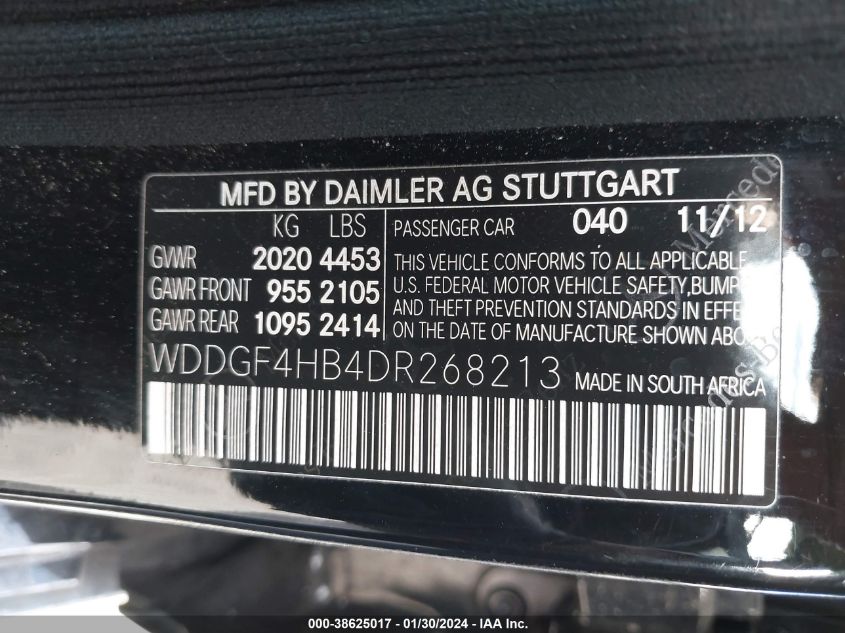 MFD BY DAIMLER AG STUTTGART
KG LBS
GVWR 2020 4453
GAWR FRONT 955 2105
GAWR REAR 1095 2414
PASSENGER CAR 040 11/12
THIS VEHICLE CONFORMS TO ALL APPLICABLE
U.S. FEDERAL MOTOR VEHICLE SAFETY, BUMP
AND THEFT PREVENTION STANDARDS IN EFFE
ON THE DATE OF MANUFACTURE SHOWN ABO
WDDGF4HB4DR268213 MADE IN SOUTH AFRICA
000-38625017 - 01/30/2024 - IAA Inc.